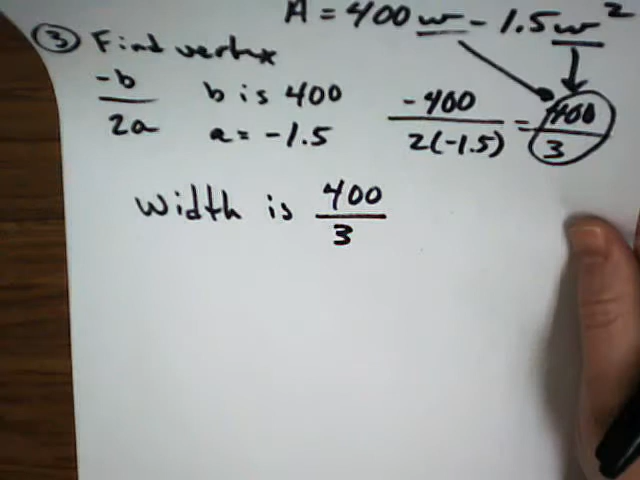 A = 400w - 1.5w²
③ Find vertex
-b/2a b is 400 a = -1.5 -400/2(-1.5) = 400/3
Width is 400/3